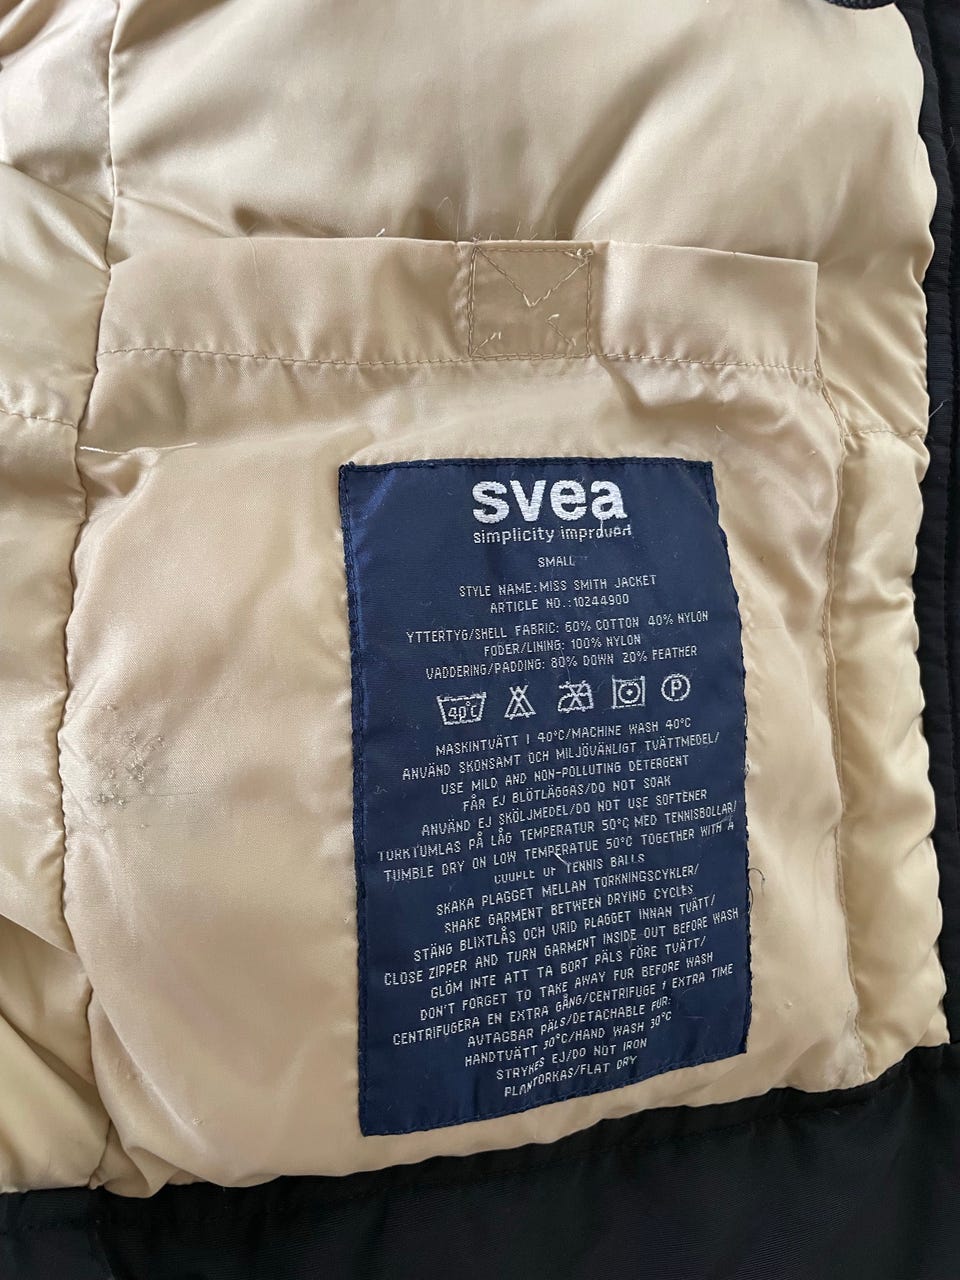 svea
simplicity improved
SMALL
STYLE NAME:MISS SMITH JACKET
ARTICLE NO.:10244900
YTTERTYG/SHELL FABRIC: 60% COTTON 40% NYLON
FODER/LINING: 100% NYLON
VADDERING/PADDING: 80% DOWN 20% FEATHER
40°C P
MASKINTVÄTT I 40°C/MACHINE WASH 40°C
ANVÄND SKONSAMT OCH MILJÖVÄNLIGT TVÄTTMEDEL/
USE MILD AND NON-POLLUTING DETERGENT
FÅR EJ BLÖTLÄGGAS/DO NOT SOAK
ANVÄND EJ SKÖLJMEDEL/DO NOT USE SOFTENER
TORKTUMLAS PÅ LÅG TEMPERATUR 50°C MED TENNISBOLLAR/
TUMBLE DRY ON LOW TEMPERATUE 50°C TOGETHER WITH A
COUPLE OF TENNIS BALLS
SKAKA PLAGGET MELLAN TORKNINGSCYKLER/
SHAKE GARMENT BETWEEN DRYING CYCLES
STÄNG BLIXTLÅS OCH VRID PLAGGET INNAN TVÄTT/
CLOSE ZIPPER AND TURN GARMENT INSIDE OUT BEFORE WASH
GLÖM INTE ATT TA BORT PÄLS FÖRE TVÄTT/
DON'T FORGET TO TAKE AWAY FUR BEFORE WASH
CENTRIFUGERA EN EXTRA GÅNG/CENTRIFUGE 1 EXTRA TIME
AVTAGBAR PÄLS/DETACHABLE FUR:
HANDTVÄTT 30°C/HAND WASH 30°C
STRYKES EJ/DO NOT IRON
PLANTORKAS/FLAT DRY